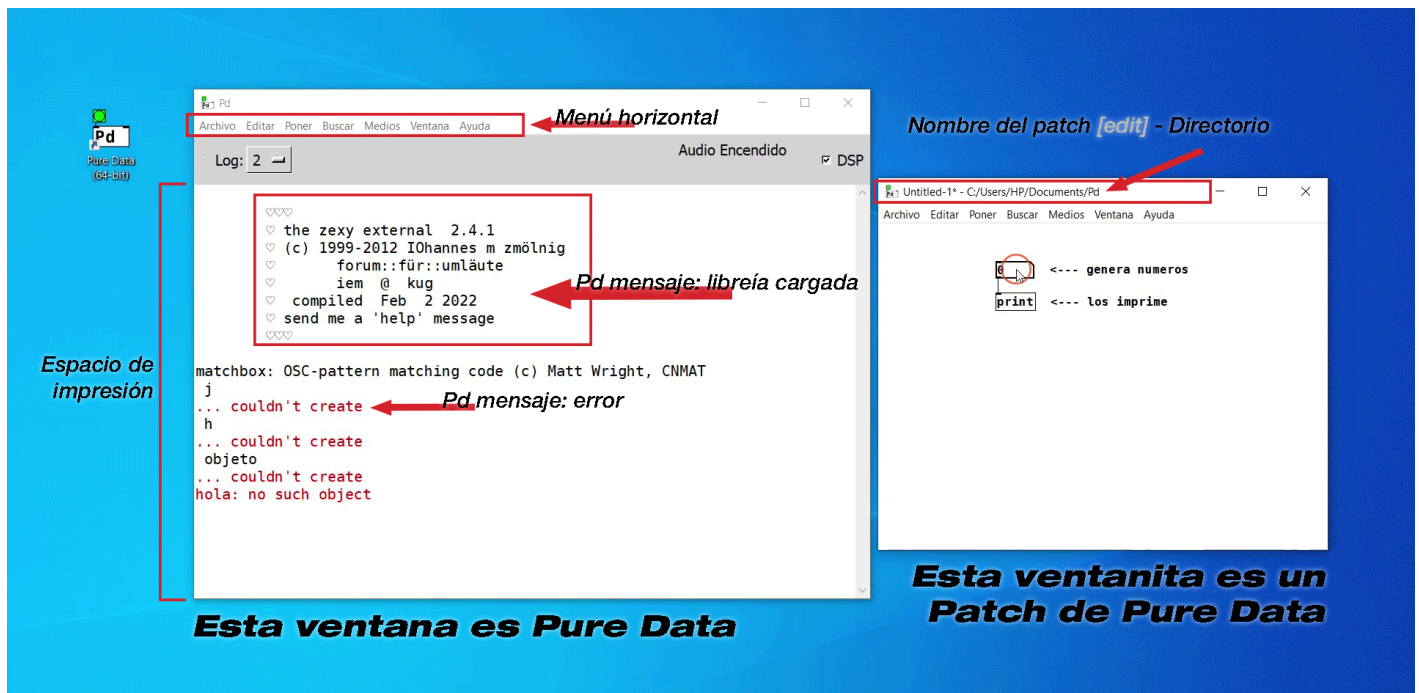 Pd
Pure Data
(64-bit)
Pd
Archivo Editar Poner Buscar Medios Ventana Ayuda
Menú horizontal
Log: 2
Audio Encendido
DSP
♡♡♡
♡ the zexy external 2.4.1
♡ (c) 1999-2012 IOhannes m zmölnig
♡ forum::für::umläute
♡ iem @ kug
♡ compiled Feb 2 2022
♡ send me a 'help' message
♡♡♡
Pd mensaje: libreía cargada
Espacio de
impresión
matchbox: OSC-pattern matching code (c) Matt Wright, CNMAT
j
... couldn't create
Pd mensaje: error
h
... couldn't create
objeto
... couldn't create
hola: no such object
Esta ventana es Pure Data
Nombre del patch [edit] - Directorio
Untitled-1* - C:/Users/HP/Documents/Pd
Archivo Editar Poner Buscar Medios Ventana Ayuda
0 <--- genera numeros
print <--- los imprime
Esta ventanita es un
Patch de Pure Data